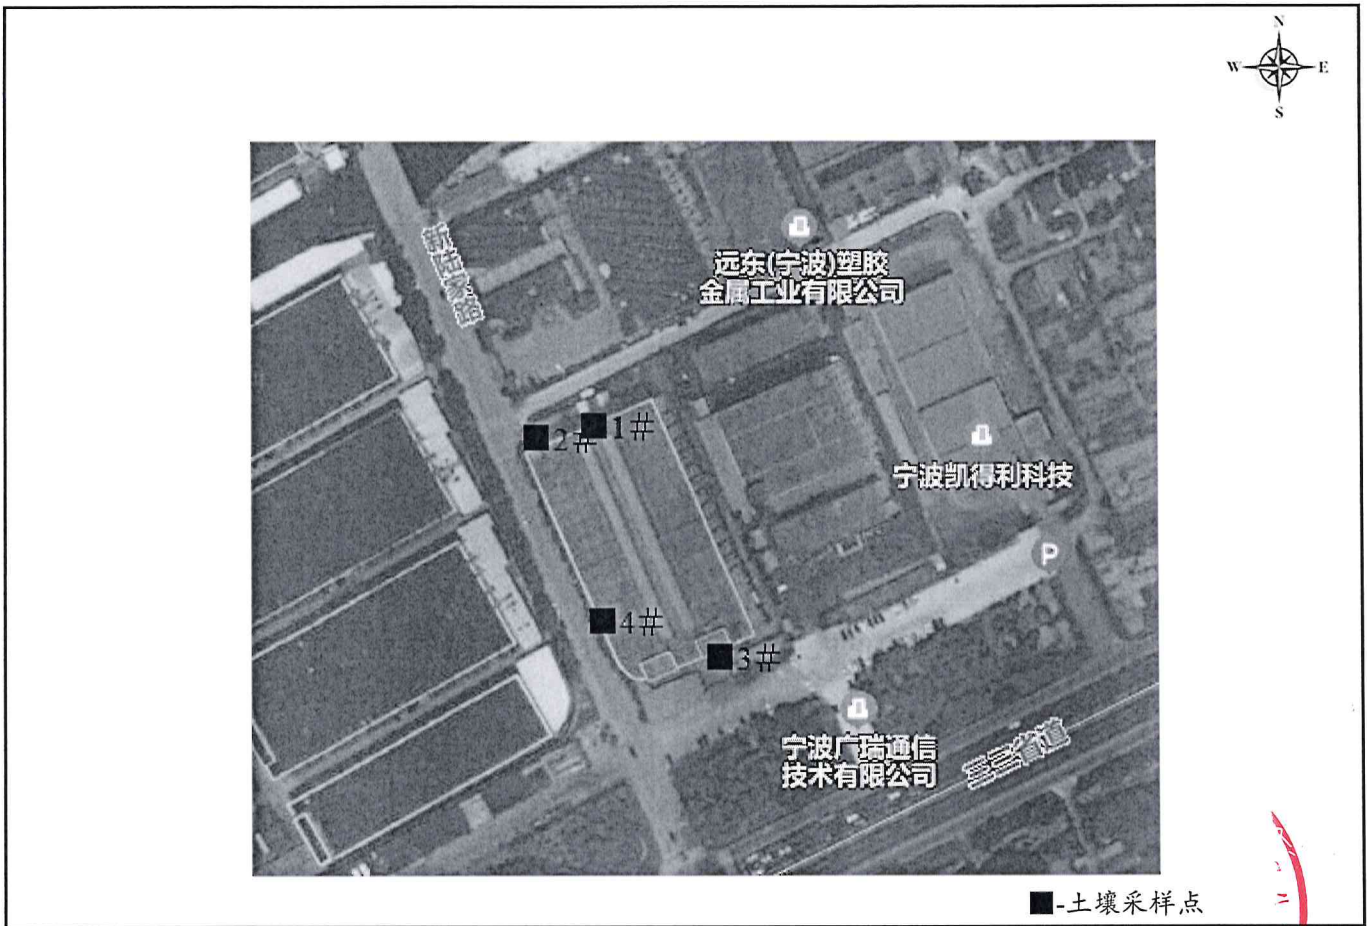 N
W E
S
远东(宁波)塑胶
金属工业有限公司
1#
2#
宁波凯得利科技
P
4#
3#
宁波广瑞通信
技术有限公司
■-土壤采样点